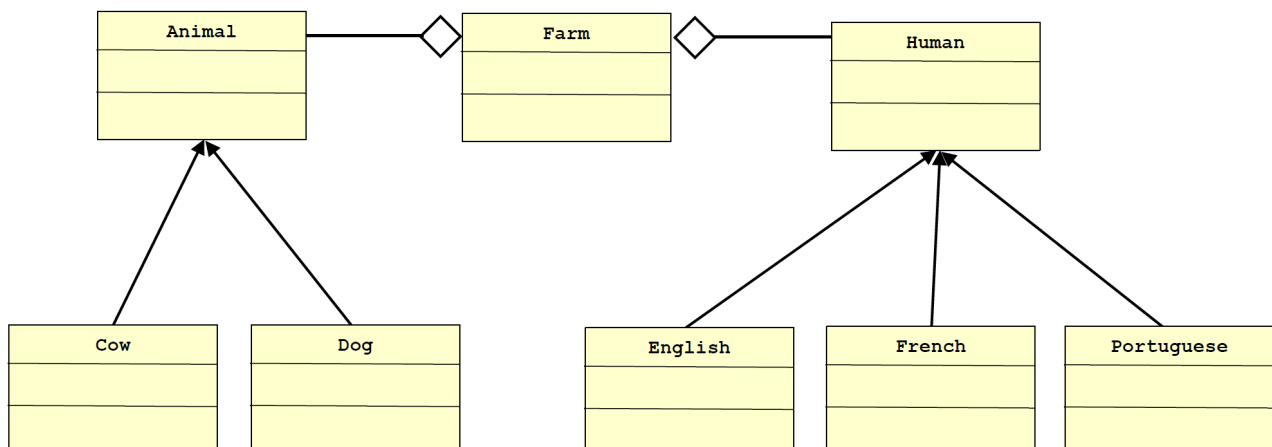 Animal
Farm
Human
Cow
Dog
English
French
Portuguese